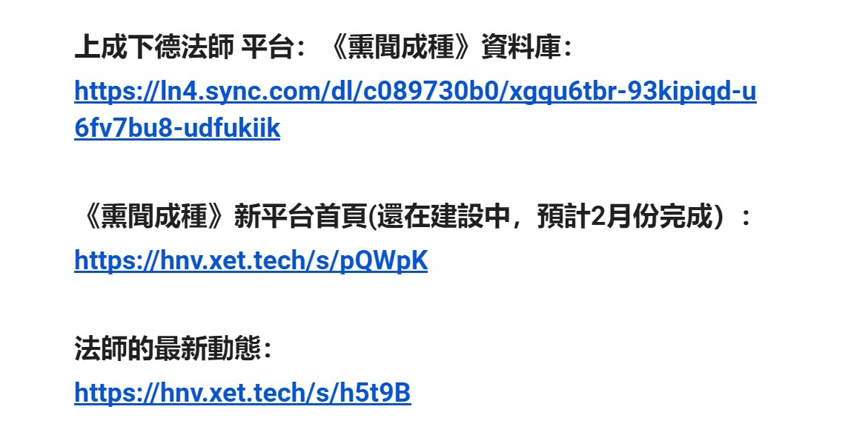 上成下德法師 平台：《熏聞成種》資料庫：
https://ln4.sync.com/dl/c089730b0/xgqu6tbr-93kipiqd-u
6fv7bu8-udfukiik
《熏聞成種》新平台首頁(還在建設中，預計2月份完成）：
https://hnv.xet.tech/s/pQWpK
法師的最新動態：
https://hnv.xet.tech/s/h5t9B